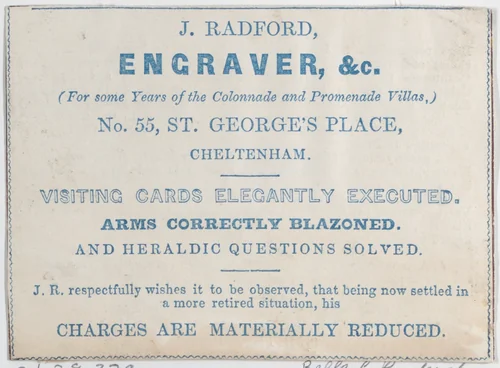 J. RADFORD,
ENGRAVER, &c.
(For some Years of the Colonnade and Promenade Villas,)
No. 55, ST. GEORGE'S PLACE,
CHELTENHAM.
VISITING CARDS ELEGANTLY EXECUTED.
ARMS CORRECTLY BLAZONED.
AND HERALDIC QUESTIONS SOLVED.
J. R. respectfully wishes it to be observed, that being now settled in
a more retired situation, his
CHARGES ARE MATERIALLY REDUCED.